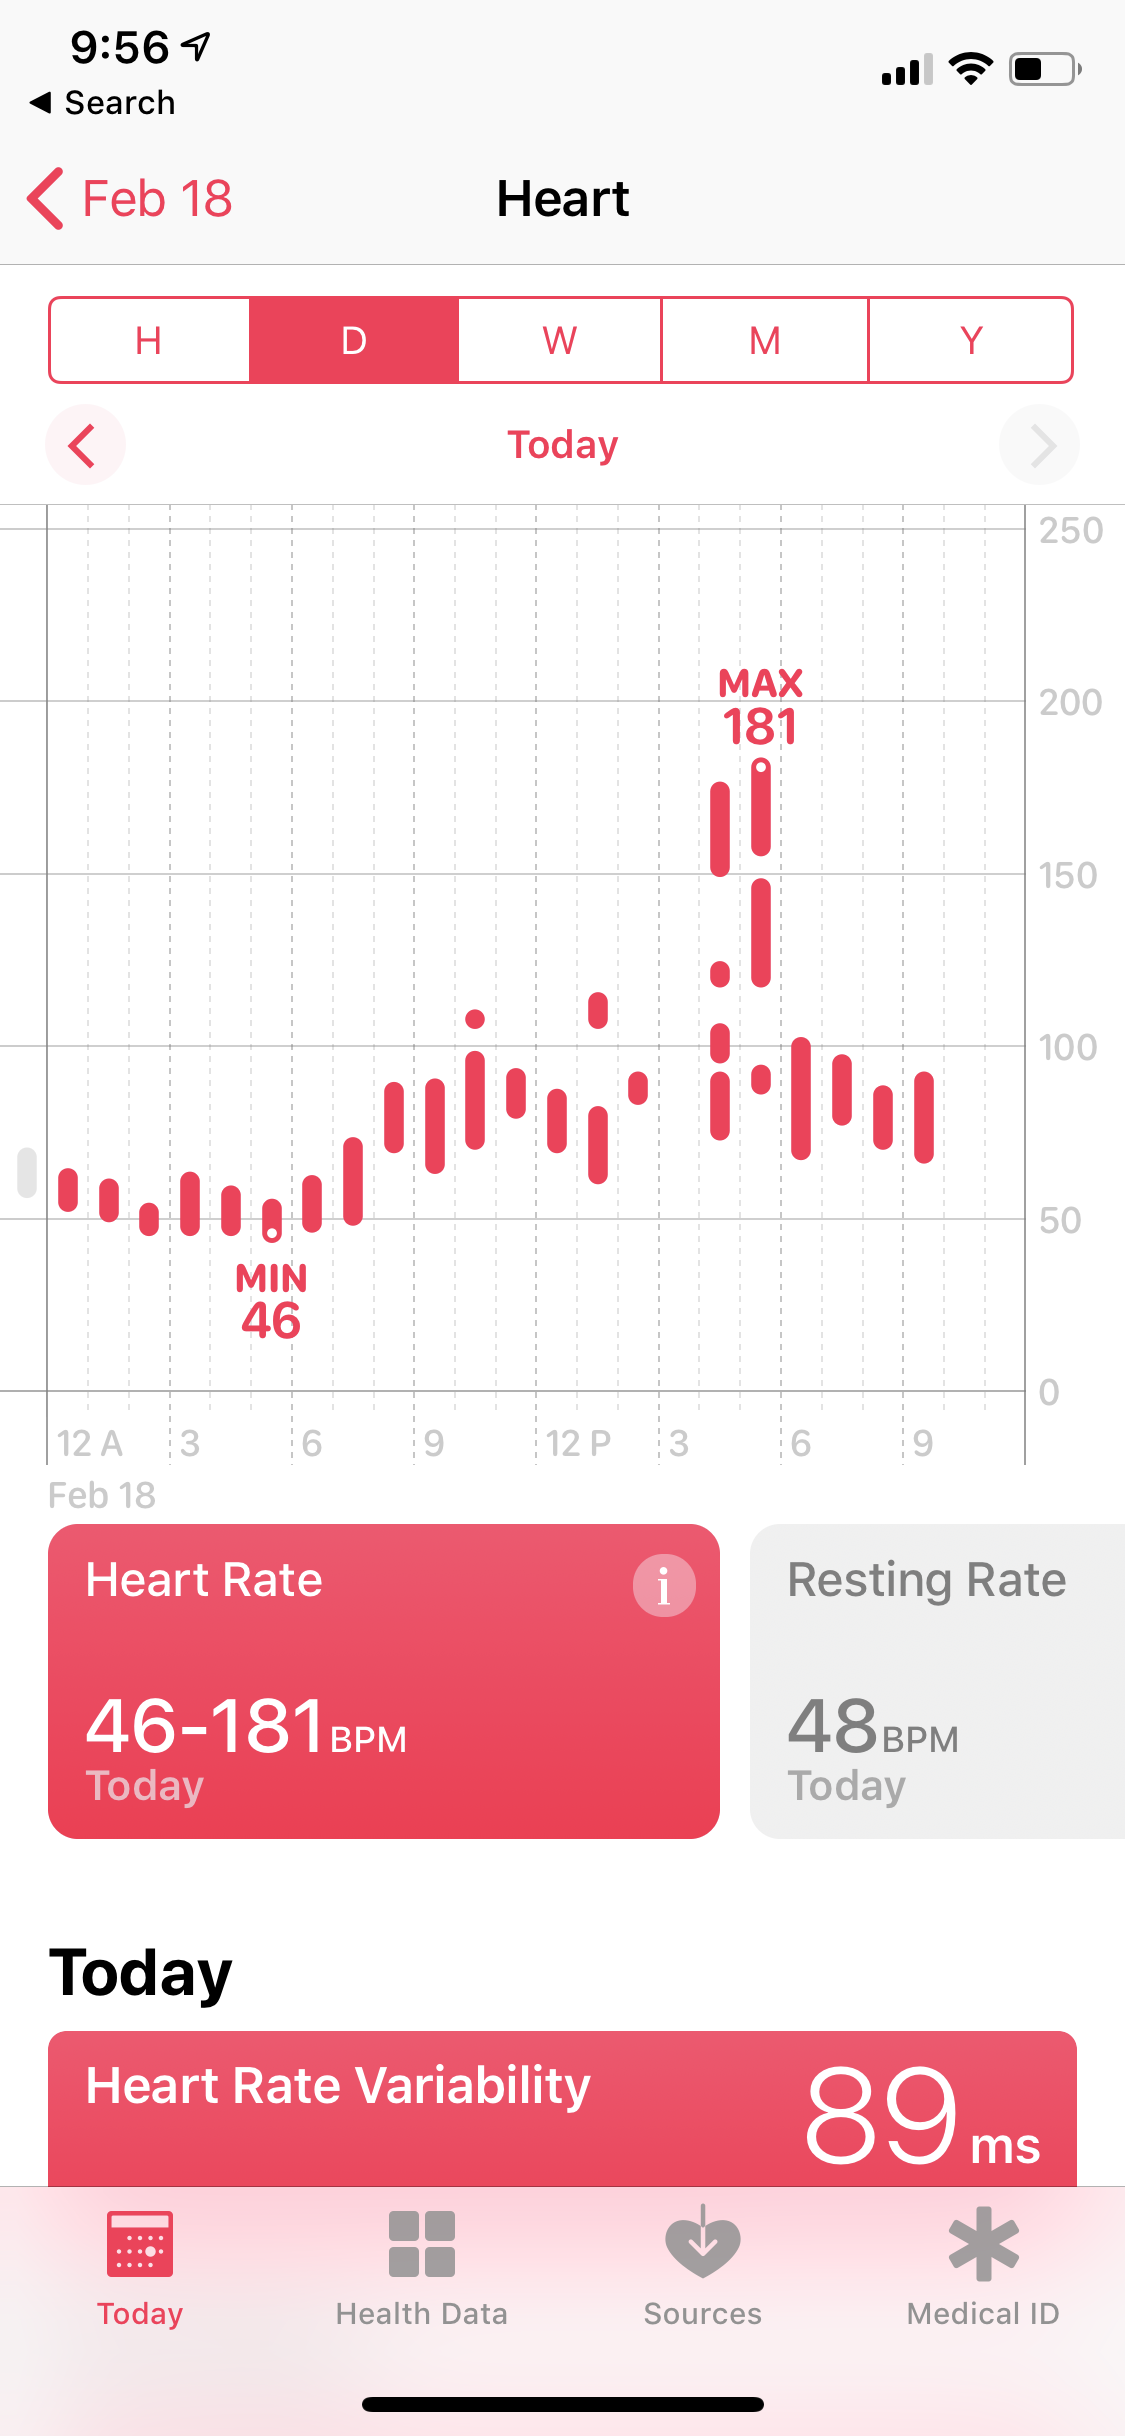 9:56
◀ Search
Feb 18
Heart
H D W M Y
Today
250
200
150
100
50
0
MAX
181
MIN
46
12 A 3 6 9 12 P 3 6 9
Feb 18
Heart Rate
i
46-181 BPM
Today
Resting Rate
48 BPM
Today
Today
Heart Rate Variability
89 ms
Today Health Data Sources Medical ID